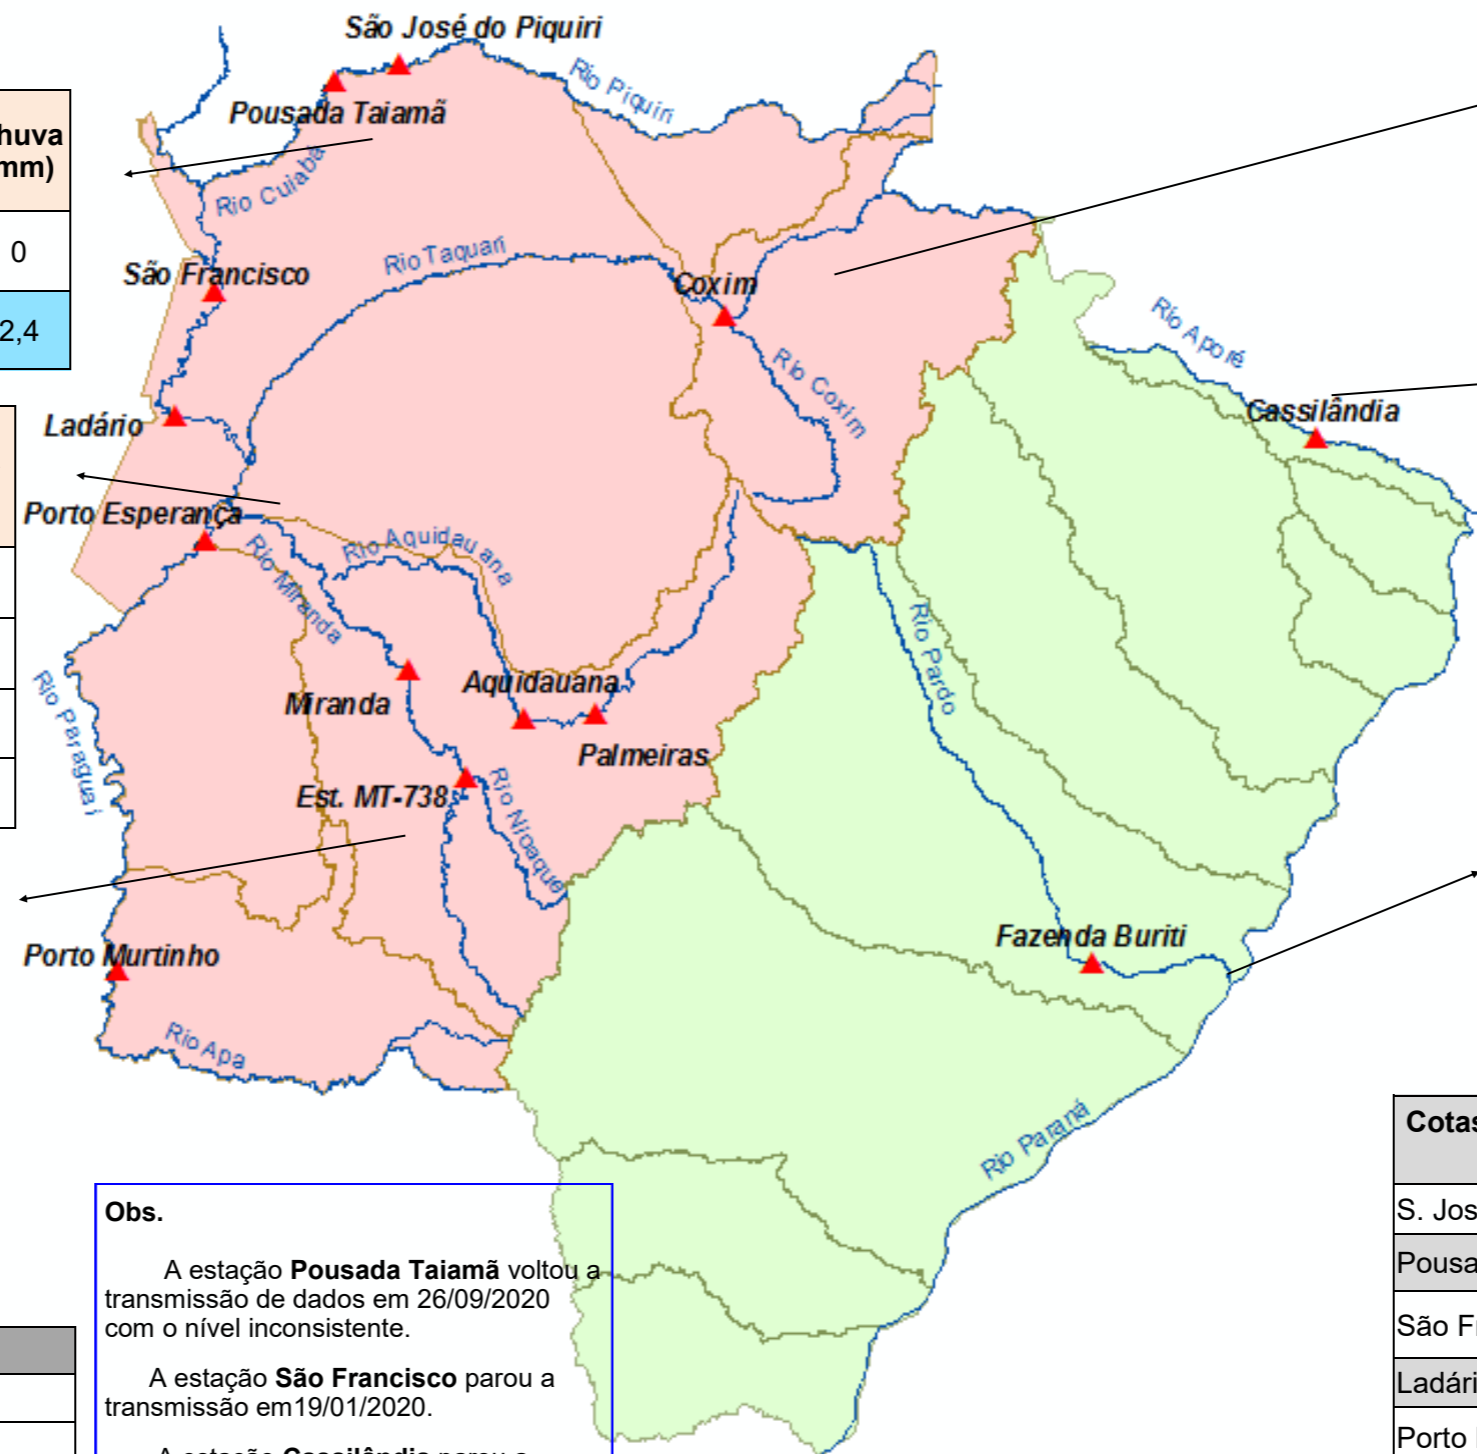 São José do Piquiri
Rio Piquiri
Pousada Taiamã
huva
mm)
Rio Cuiabá
0
Rio Taquari
São Francisco
Coxim
2,4
Rio Aporé
Rio Coxim
Cassilândia
Ladário
Porto Esperança
Rio Aquidauana
Rio Miranda
Rio Pardo
Rio Paraguai
Aquidauana
Miranda
Palmeiras
Est. MT-738
Rio Nioaque
Fazenda Buriti
Porto Murtinho
Rio Apa
Rio Paraná
Cotas
S. Jos
Pousa
São F
Ladári
Porto
Obs.
A estação Pousada Taiamã voltou a
transmissão de dados em 26/09/2020
com o nível inconsistente.
A estação São Francisco parou a
transmissão em19/01/2020.
A estação Cassilândia parou a